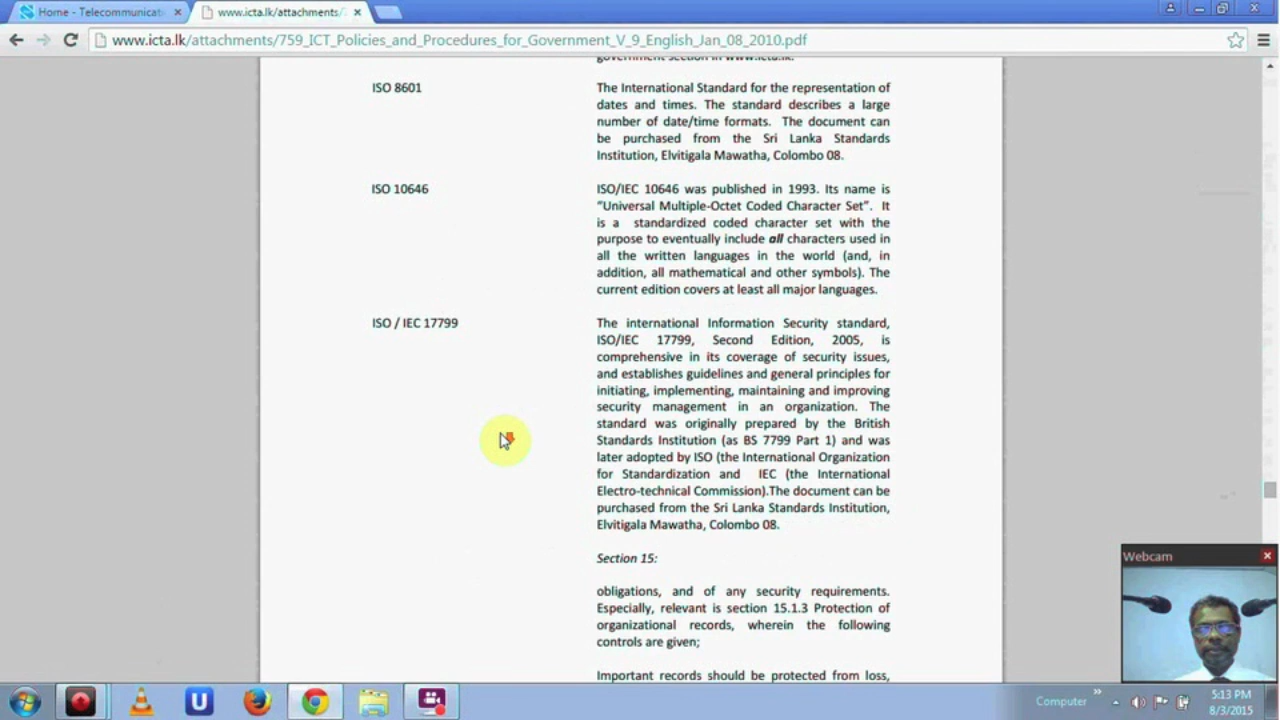 Home - Telecommunicati
www.icta.lk/attachments/
www.icta.lk/attachments/759_ICT_Policies_and_Procedures_for_Government_V_9_English_Jan_08_2010.pdf
government section in www.icta.lk.
ISO 8601
The International Standard for the representation of
dates and times. The standard describes a large
number of date/time formats. The document can
be purchased from the Sri Lanka Standards
Institution, Elvitigala Mawatha, Colombo 08.
ISO 10646
ISO/IEC 10646 was published in 1993. Its name is
“Universal Multiple-Octet Coded Character Set”. It
is a standardized coded character set with the
purpose to eventually include all characters used in
all the written languages in the world (and, in
addition, all mathematical and other symbols). The
current edition covers at least all major languages.
ISO / IEC 17799
The international Information Security standard,
ISO/IEC 17799, Second Edition, 2005, is
comprehensive in its coverage of security issues,
and establishes guidelines and general principles for
initiating, implementing, maintaining and improving
security management in an organization. The
standard was originally prepared by the British
Standards Institution (as BS 7799 Part 1) and was
later adopted by ISO (the International Organization
for Standardization and IEC (the International
Electro-technical Commission).The document can be
purchased from the Sri Lanka Standards Institution,
Elvitigala Mawatha, Colombo 08.
Section 15:
obligations, and of any security requirements.
Especially, relevant is section 15.1.3 Protection of
organizational records, wherein the following
controls are given;
Important records should be protected from loss,
Webcam
U
Computer
5:13 PM
8/3/2015